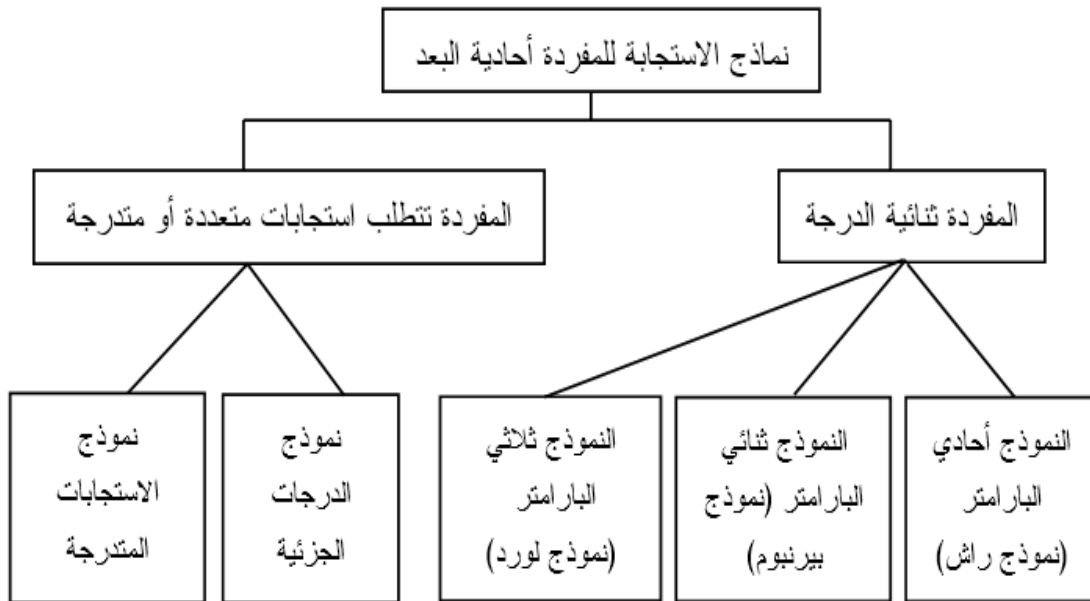 نماذج الاستجابة للمفردة أحادية البعد
المفردة ثنائية الدرجة
المفردة تتطلب استجابات متعددة أو متدرجة
النموذج أحادي
البارامتر
(نموذج راش)
النموذج ثنائي
البارامتر (نموذج
بيرنبوم)
النموذج ثلاثي
البارامتر
(نموذج لورد)
نموذج
الدرجات
الجزئية
نموذج
الاستجابات
المتدرجة